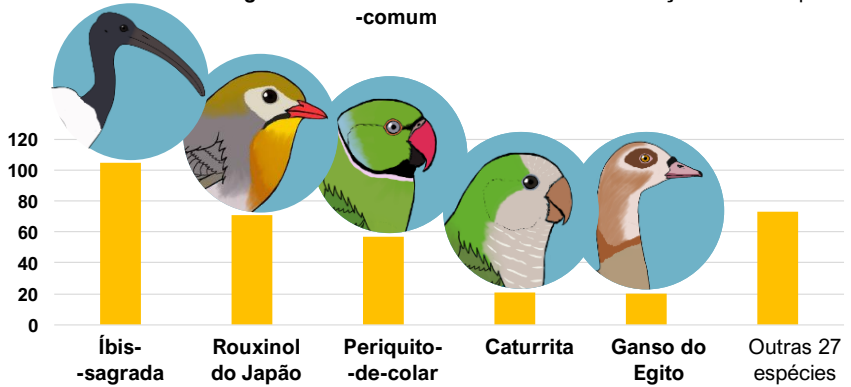 -comum
120
100
80
60
40
20
0
Íbis-
-sagrada
Rouxinol
do Japão
Periquito-
-de-colar
Caturrita
Ganso do
Egito
Outras 27
espécies